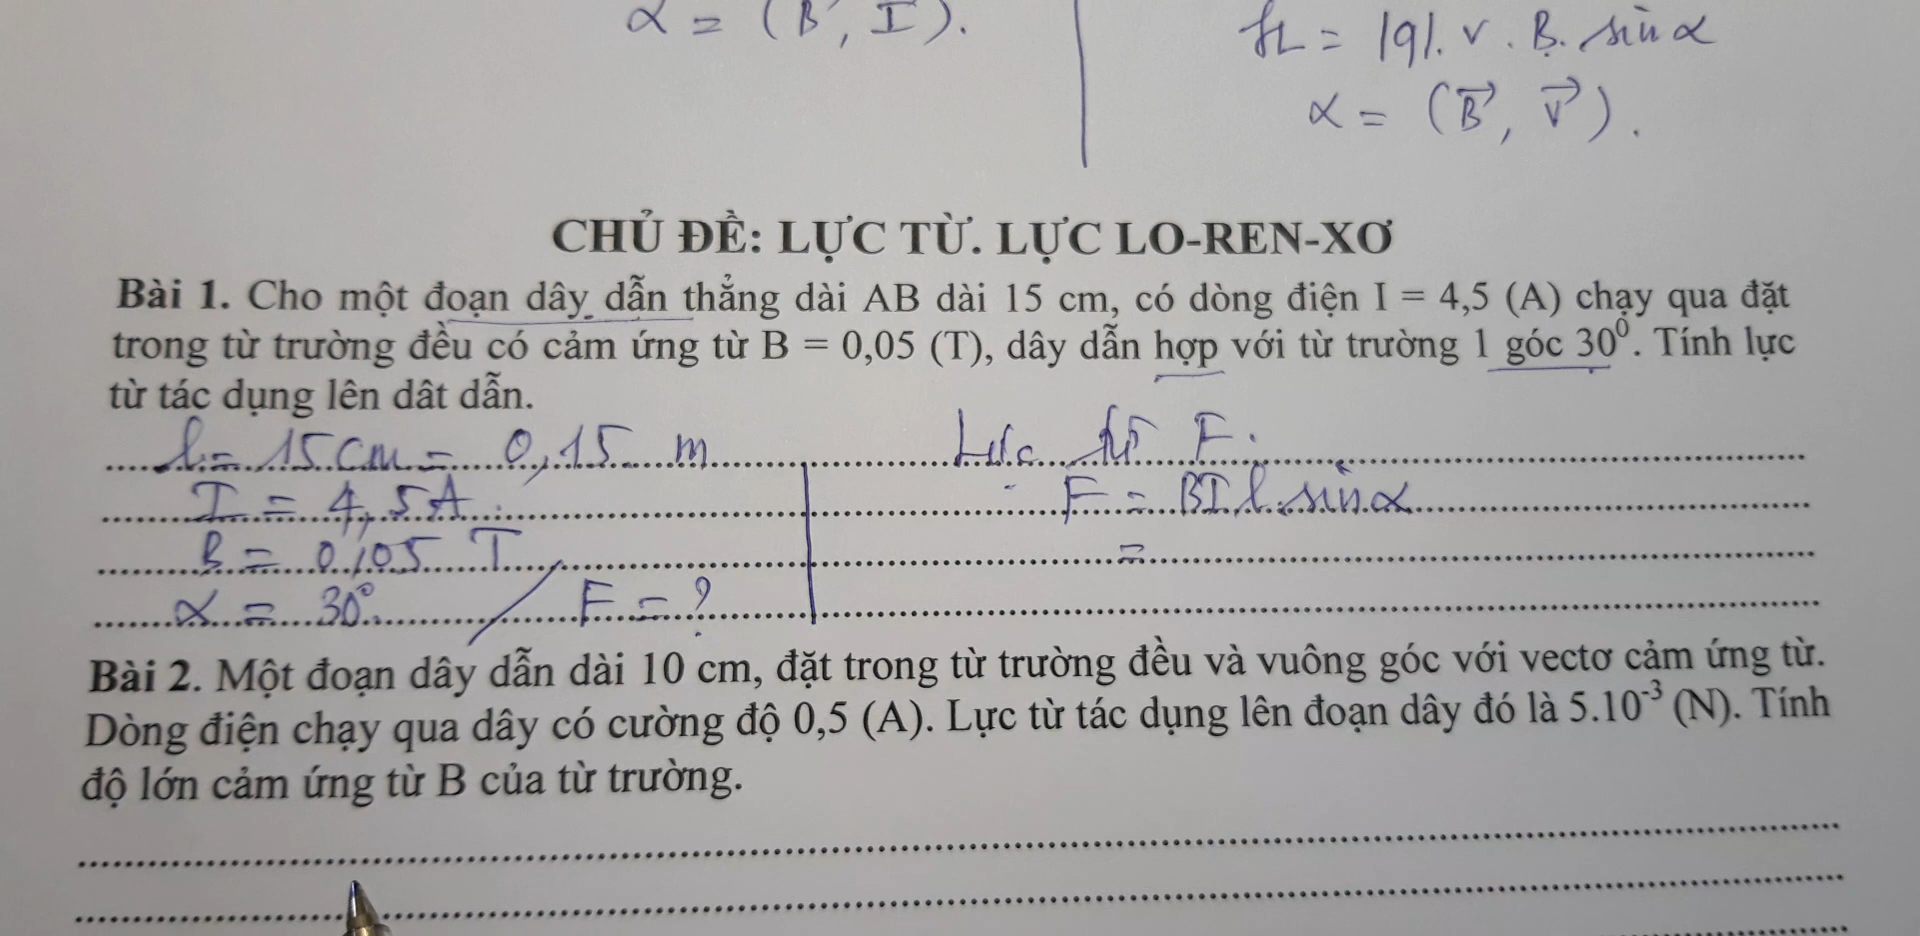 α = (B, I).
fL = |q|. v . B. sin α
α = (B⃗, v⃗).
CHỦ ĐỀ: LỰC TỪ. LỰC LO-REN-XƠ
Bài 1. Cho một đoạn dây dẫn thẳng dài AB dài 15 cm, có dòng điện I = 4,5 (A) chạy qua đặt
trong từ trường đều có cảm ứng từ B = 0,05 (T), dây dẫn hợp với từ trường 1 góc 30⁰. Tính lực
từ tác dụng lên dât dẫn.
l = 15 cm = 0,15 m
I = 4,5 A
B = 0,05 T
α = 30° / F = ?
Lực từ F.
F = BIl. sin α
=
Bài 2. Một đoạn dây dẫn dài 10 cm, đặt trong từ trường đều và vuông góc với vectơ cảm ứng từ.
Dòng điện chạy qua dây có cường độ 0,5 (A). Lực từ tác dụng lên đoạn dây đó là 5.10⁻³ (N). Tính
độ lớn cảm ứng từ B của từ trường.